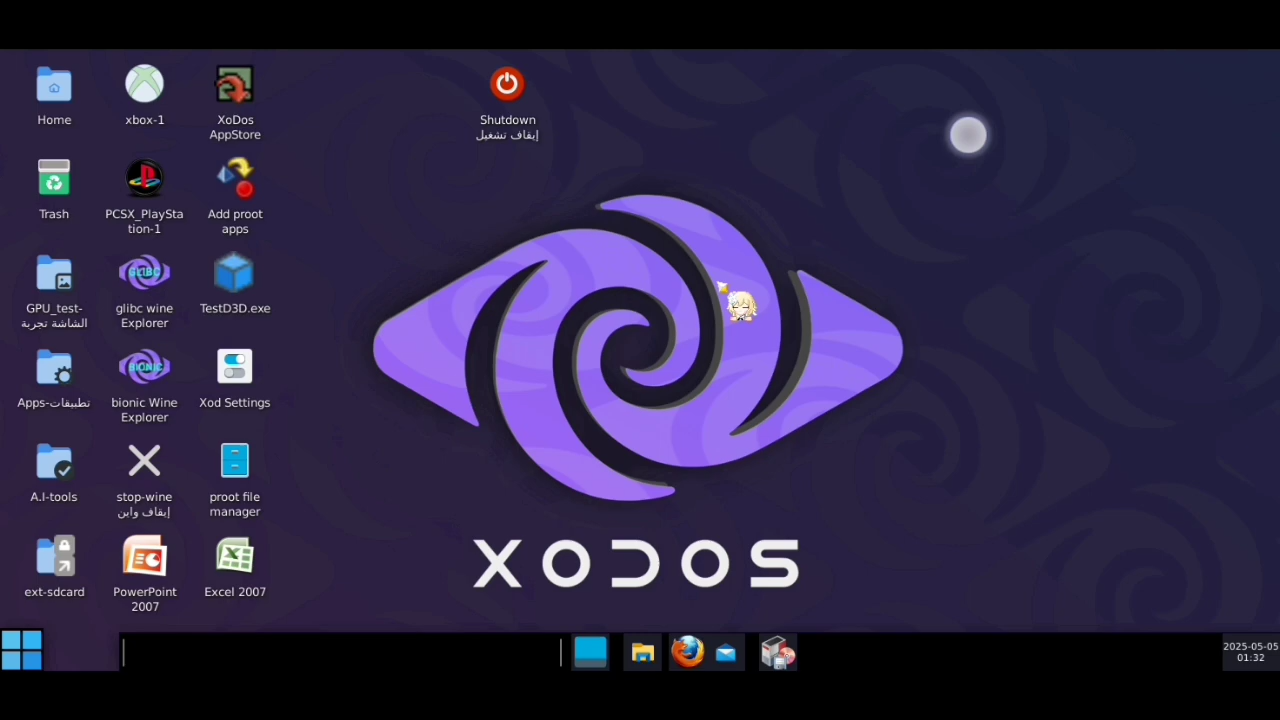 Home
xbox-1
XoDos
AppStore
Shutdown
إيقاف تشغيل
Trash
PCSX_PlaySta
tion-1
Add proot
apps
GPU_test-
الشاشة تجربة
GLIBC
glibc wine
Explorer
TestD3D.exe
Apps-تطبيقات
BIONIC
bionic Wine
Explorer
Xod Settings
A.I-tools
stop-wine
إيقاف واين
proot file
manager
ext-sdcard
PowerPoint
2007
Excel 2007
XODOS
2025-05-05
01:32